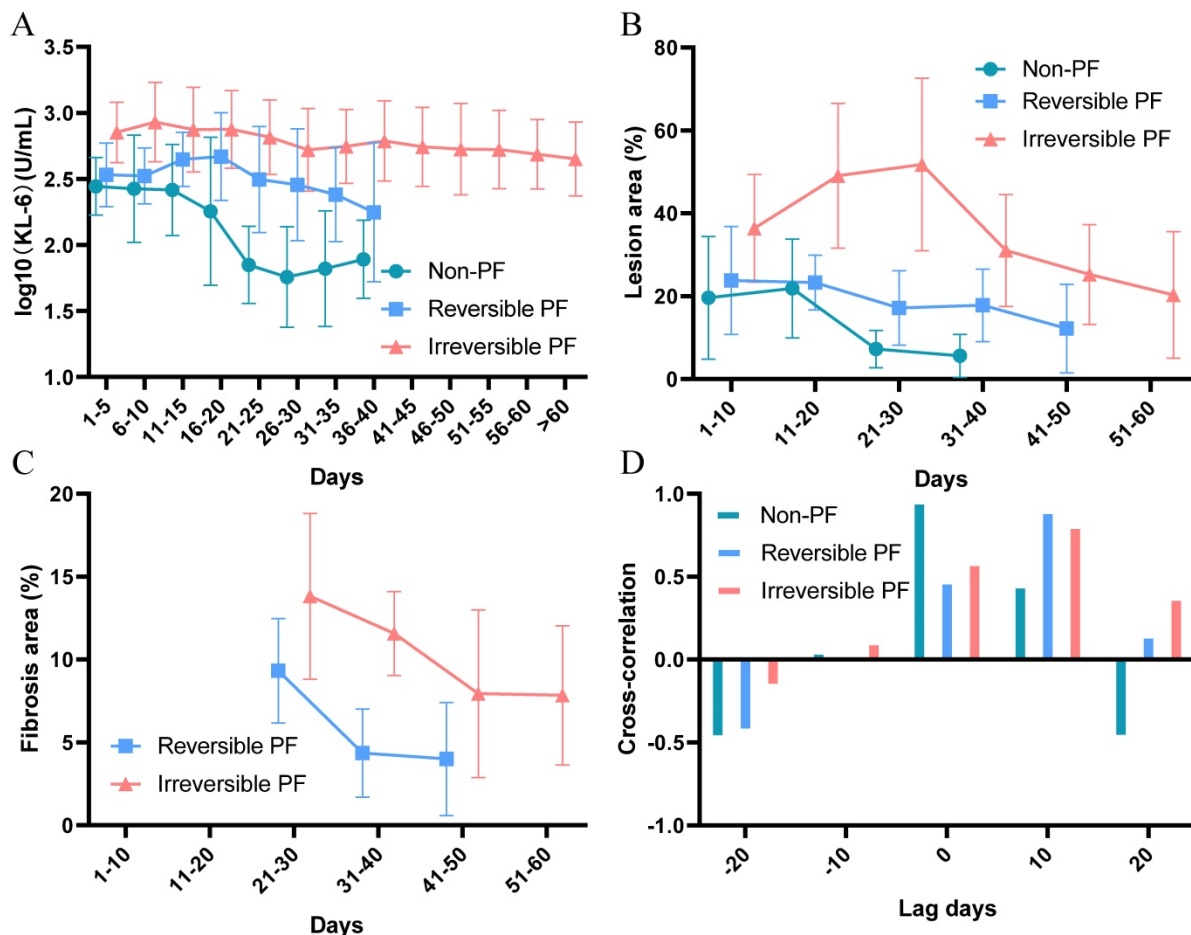 A
log10(KL-6)(U/mL)
3.5
3.0
2.5
2.0
1.5
1.0
Non-PF
Reversible PF
Irreversible PF
1-5
6-10
11-15
16-20
21-25
26-30
31-35
36-40
41-45
46-50
51-55
56-60
>60
Days
B
Lesion area (%)
80
60
40
20
0
Non-PF
Reversible PF
Irreversible PF
1-10
11-20
21-30
31-40
41-50
51-60
Days
C
Fibrosis area (%)
20
15
10
5
0
Reversible PF
Irreversible PF
1-10
11-20
21-30
31-40
41-50
51-60
Days
D
Cross-correlation
1.0
0.5
0.0
-0.5
-1.0
Non-PF
Reversible PF
Irreversible PF
-20
-10
0
10
20
Lag days